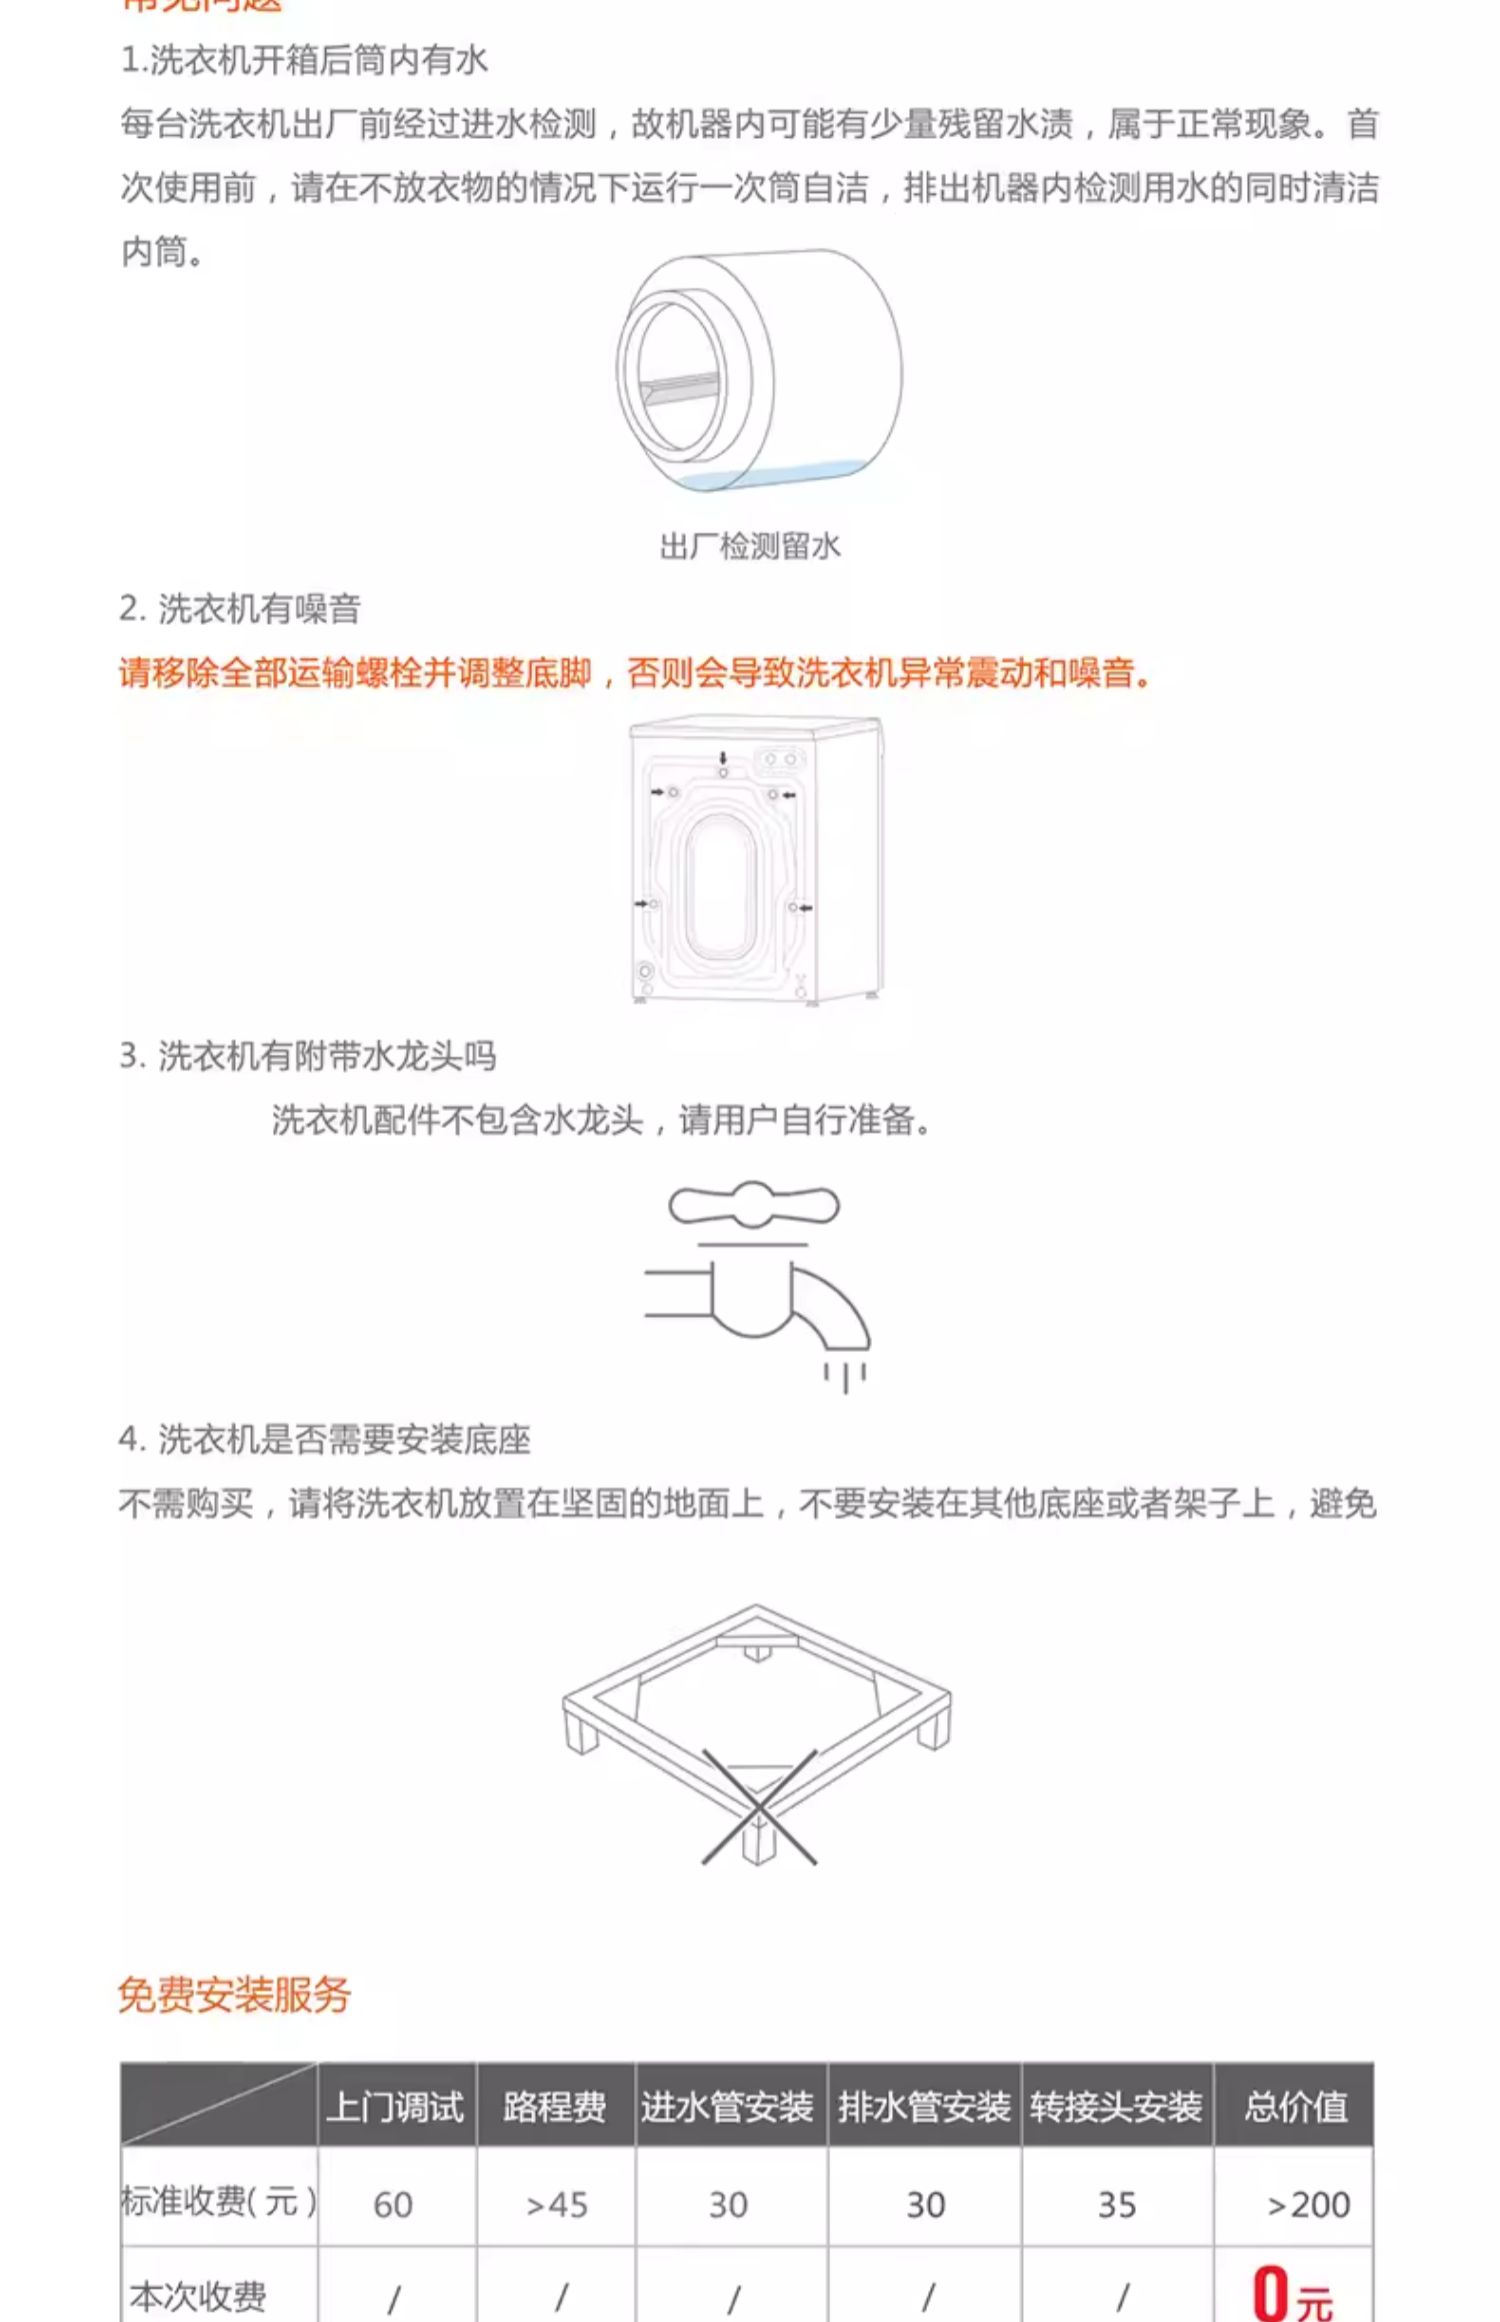 常见问题
1.洗衣机开箱后筒内有水
每台洗衣机出厂前经过进水检测，故机器内可能有少量残留水渍，属于正常现象。首
次使用前，请在不放衣物的情况下运行一次筒自洁，排出机器内检测用水的同时清洁
内筒。
出厂检测留水
2. 洗衣机有噪音
请移除全部运输螺栓并调整底脚，否则会导致洗衣机异常震动和噪音。
3. 洗衣机有附带水龙头吗
洗衣机配件不包含水龙头，请用户自行准备。
4. 洗衣机是否需要安装底座
不需购买，请将洗衣机放置在坚固的地面上，不要安装在其他底座或者架子上，避免
免费安装服务
上门调试 路程费 进水管安装 排水管安装 转接头安装 总价值
标准收费(元) 60 >45 30 30 35 >200
本次收费 / / / / / 0元